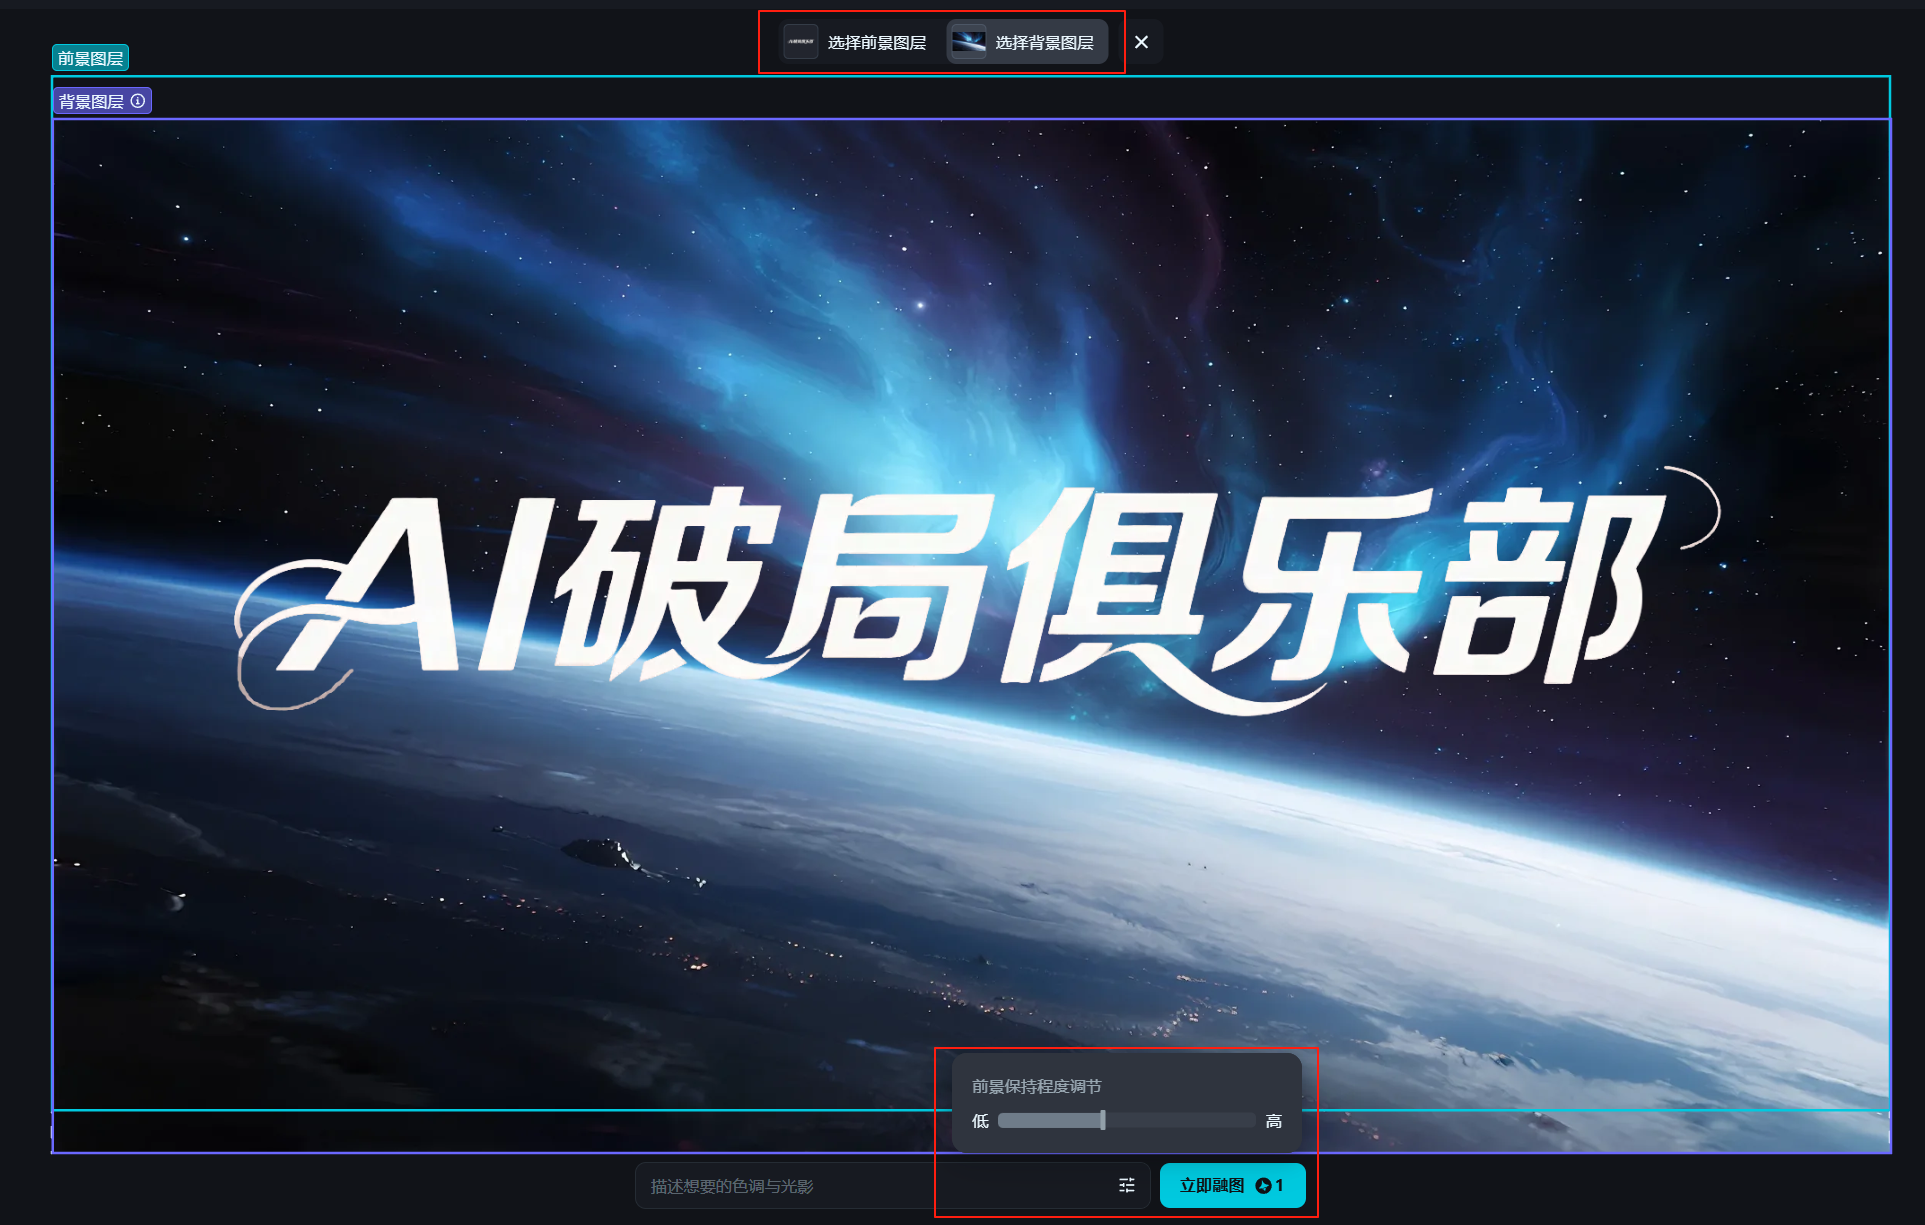 选择前景图层
选择背景图层
前景图层
背景图层
AI破局俱乐部
前景保持程度调节
低
高
描述想要的色调与光影
立即融图 1